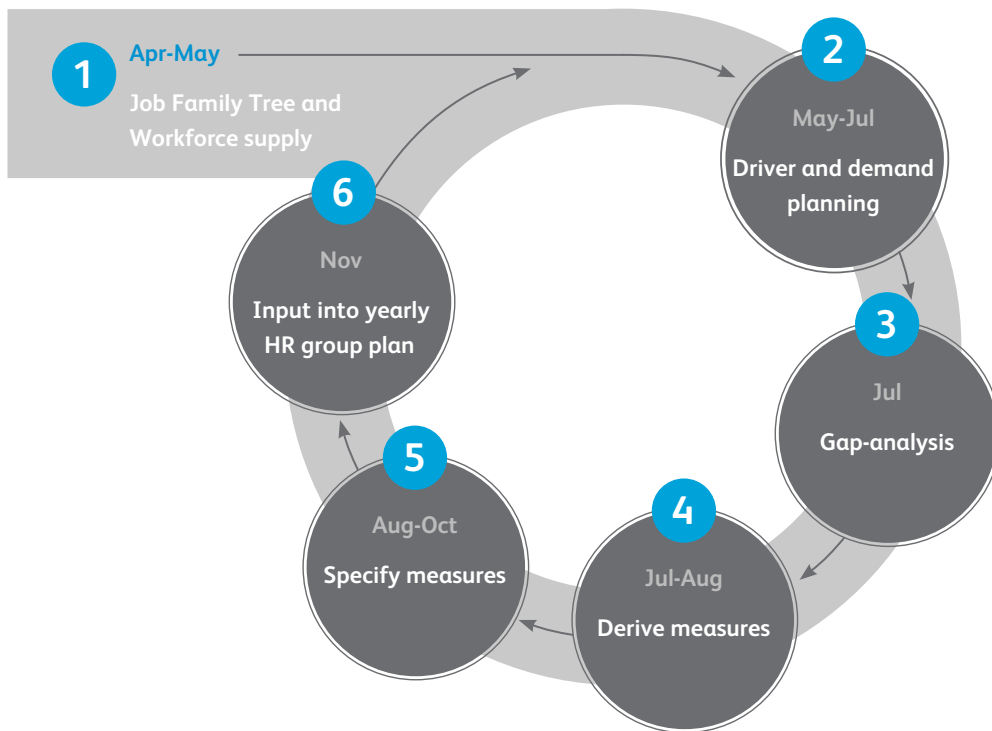 1
Apr-May
Job Family Tree and
Workforce supply
2
May-Jul
Driver and demand
planning
3
Jul
Gap-analysis
4
Jul-Aug
Derive measures
5
Aug-Oct
Specify measures
6
Nov
Input into yearly
HR group plan